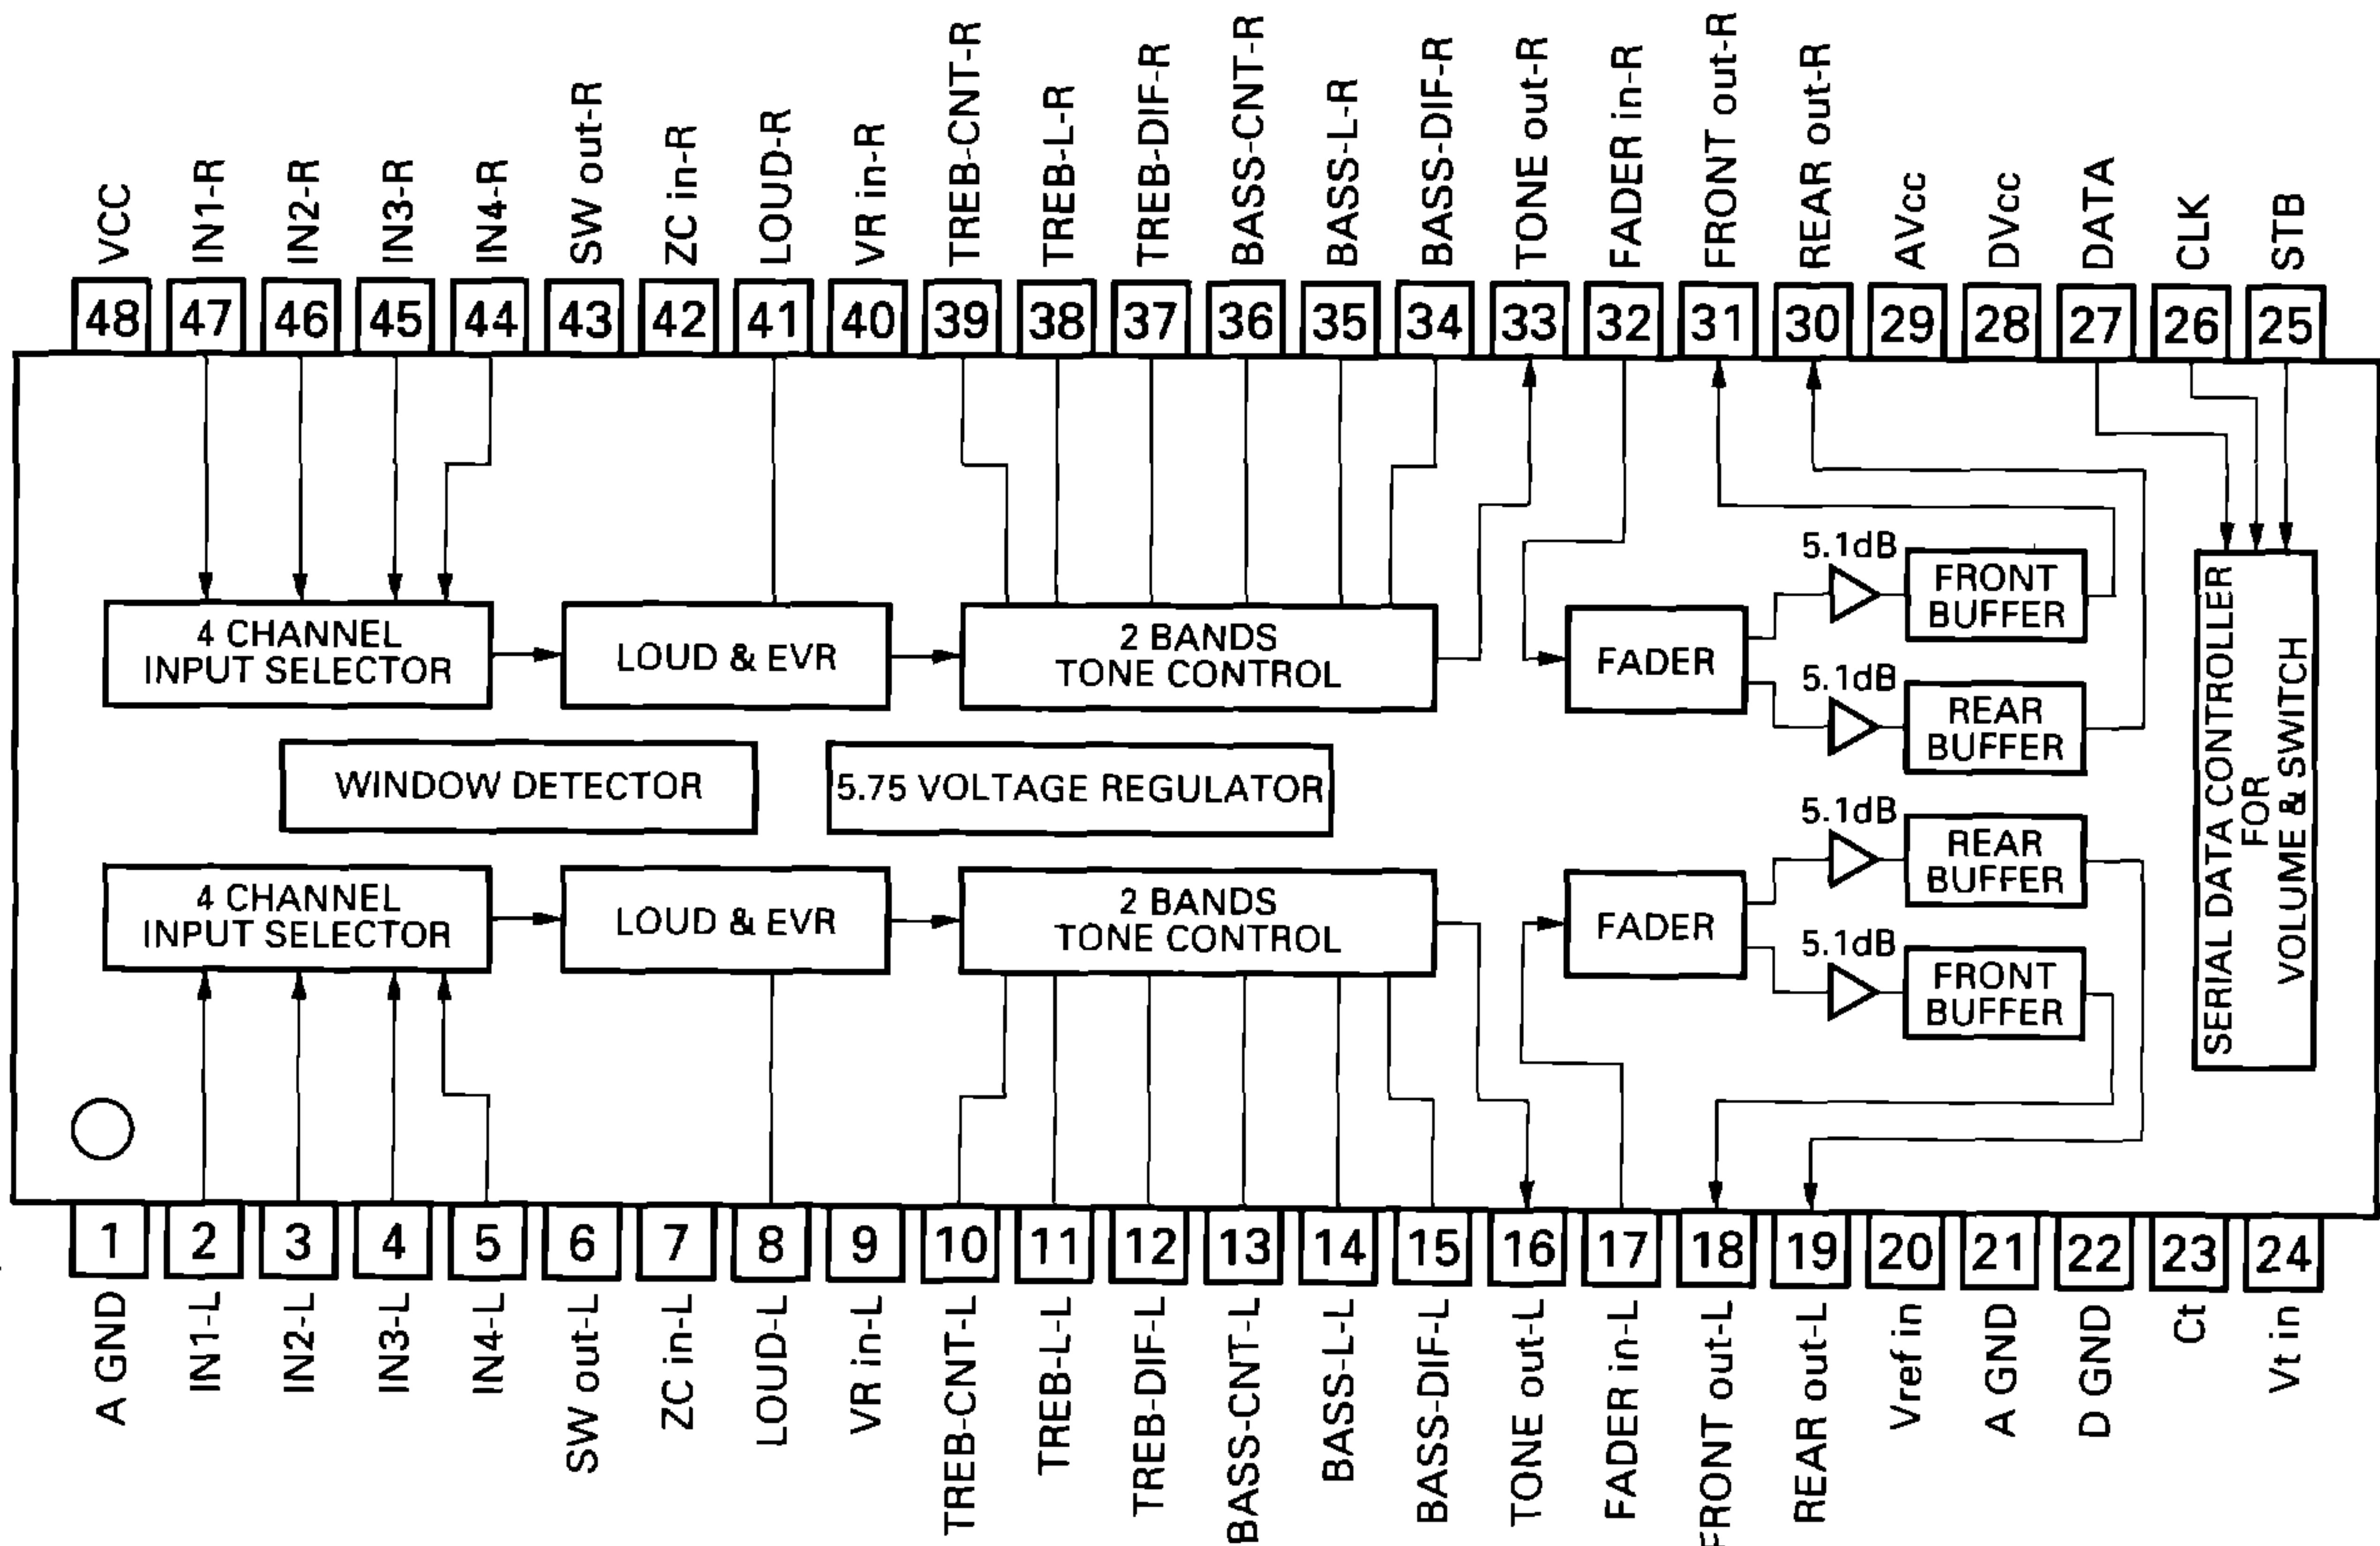 VCC
IN1-R
IN2-R
IN3-R
IN4-R
SW out-R
ZC in-R
LOUD-R
VR in-R
TREB-CNT-R
TREB-L-R
TREB-DIF-R
BASS-CNT-R
BASS-L-R
BASS-DIF-R
TONE out-R
FADER in-R
FRONT out-R
REAR out-R
AVcc
DVcc
DATA
CLK
STB
48 47 46 45 44 43 42 41 40 39 38 37 36 35 34 33 32 31 30 29 28 27 26 25
4 CHANNEL
INPUT SELECTOR
LOUD & EVR
2 BANDS
TONE CONTROL
FADER
5.1dB
FRONT
BUFFER
5.1dB
REAR
BUFFER
WINDOW DETECTOR
5.75 VOLTAGE REGULATOR
4 CHANNEL
INPUT SELECTOR
LOUD & EVR
2 BANDS
TONE CONTROL
FADER
5.1dB
REAR
BUFFER
5.1dB
FRONT
BUFFER
SERIAL DATA CONTROLLER
FOR
VOLUME & SWITCH
1 2 3 4 5 6 7 8 9 10 11 12 13 14 15 16 17 18 19 20 21 22 23 24
A GND
IN1-L
IN2-L
IN3-L
IN4-L
SW out-L
ZC in-L
LOUD-L
VR in-L
TREB-CNT-L
TREB-L-L
TREB-DIF-L
BASS-CNT-L
BASS-L-L
BASS-DIF-L
TONE out-L
FADER in-L
FRONT out-L
REAR out-L
Vref in
A GND
D GND
Ct
Vt in